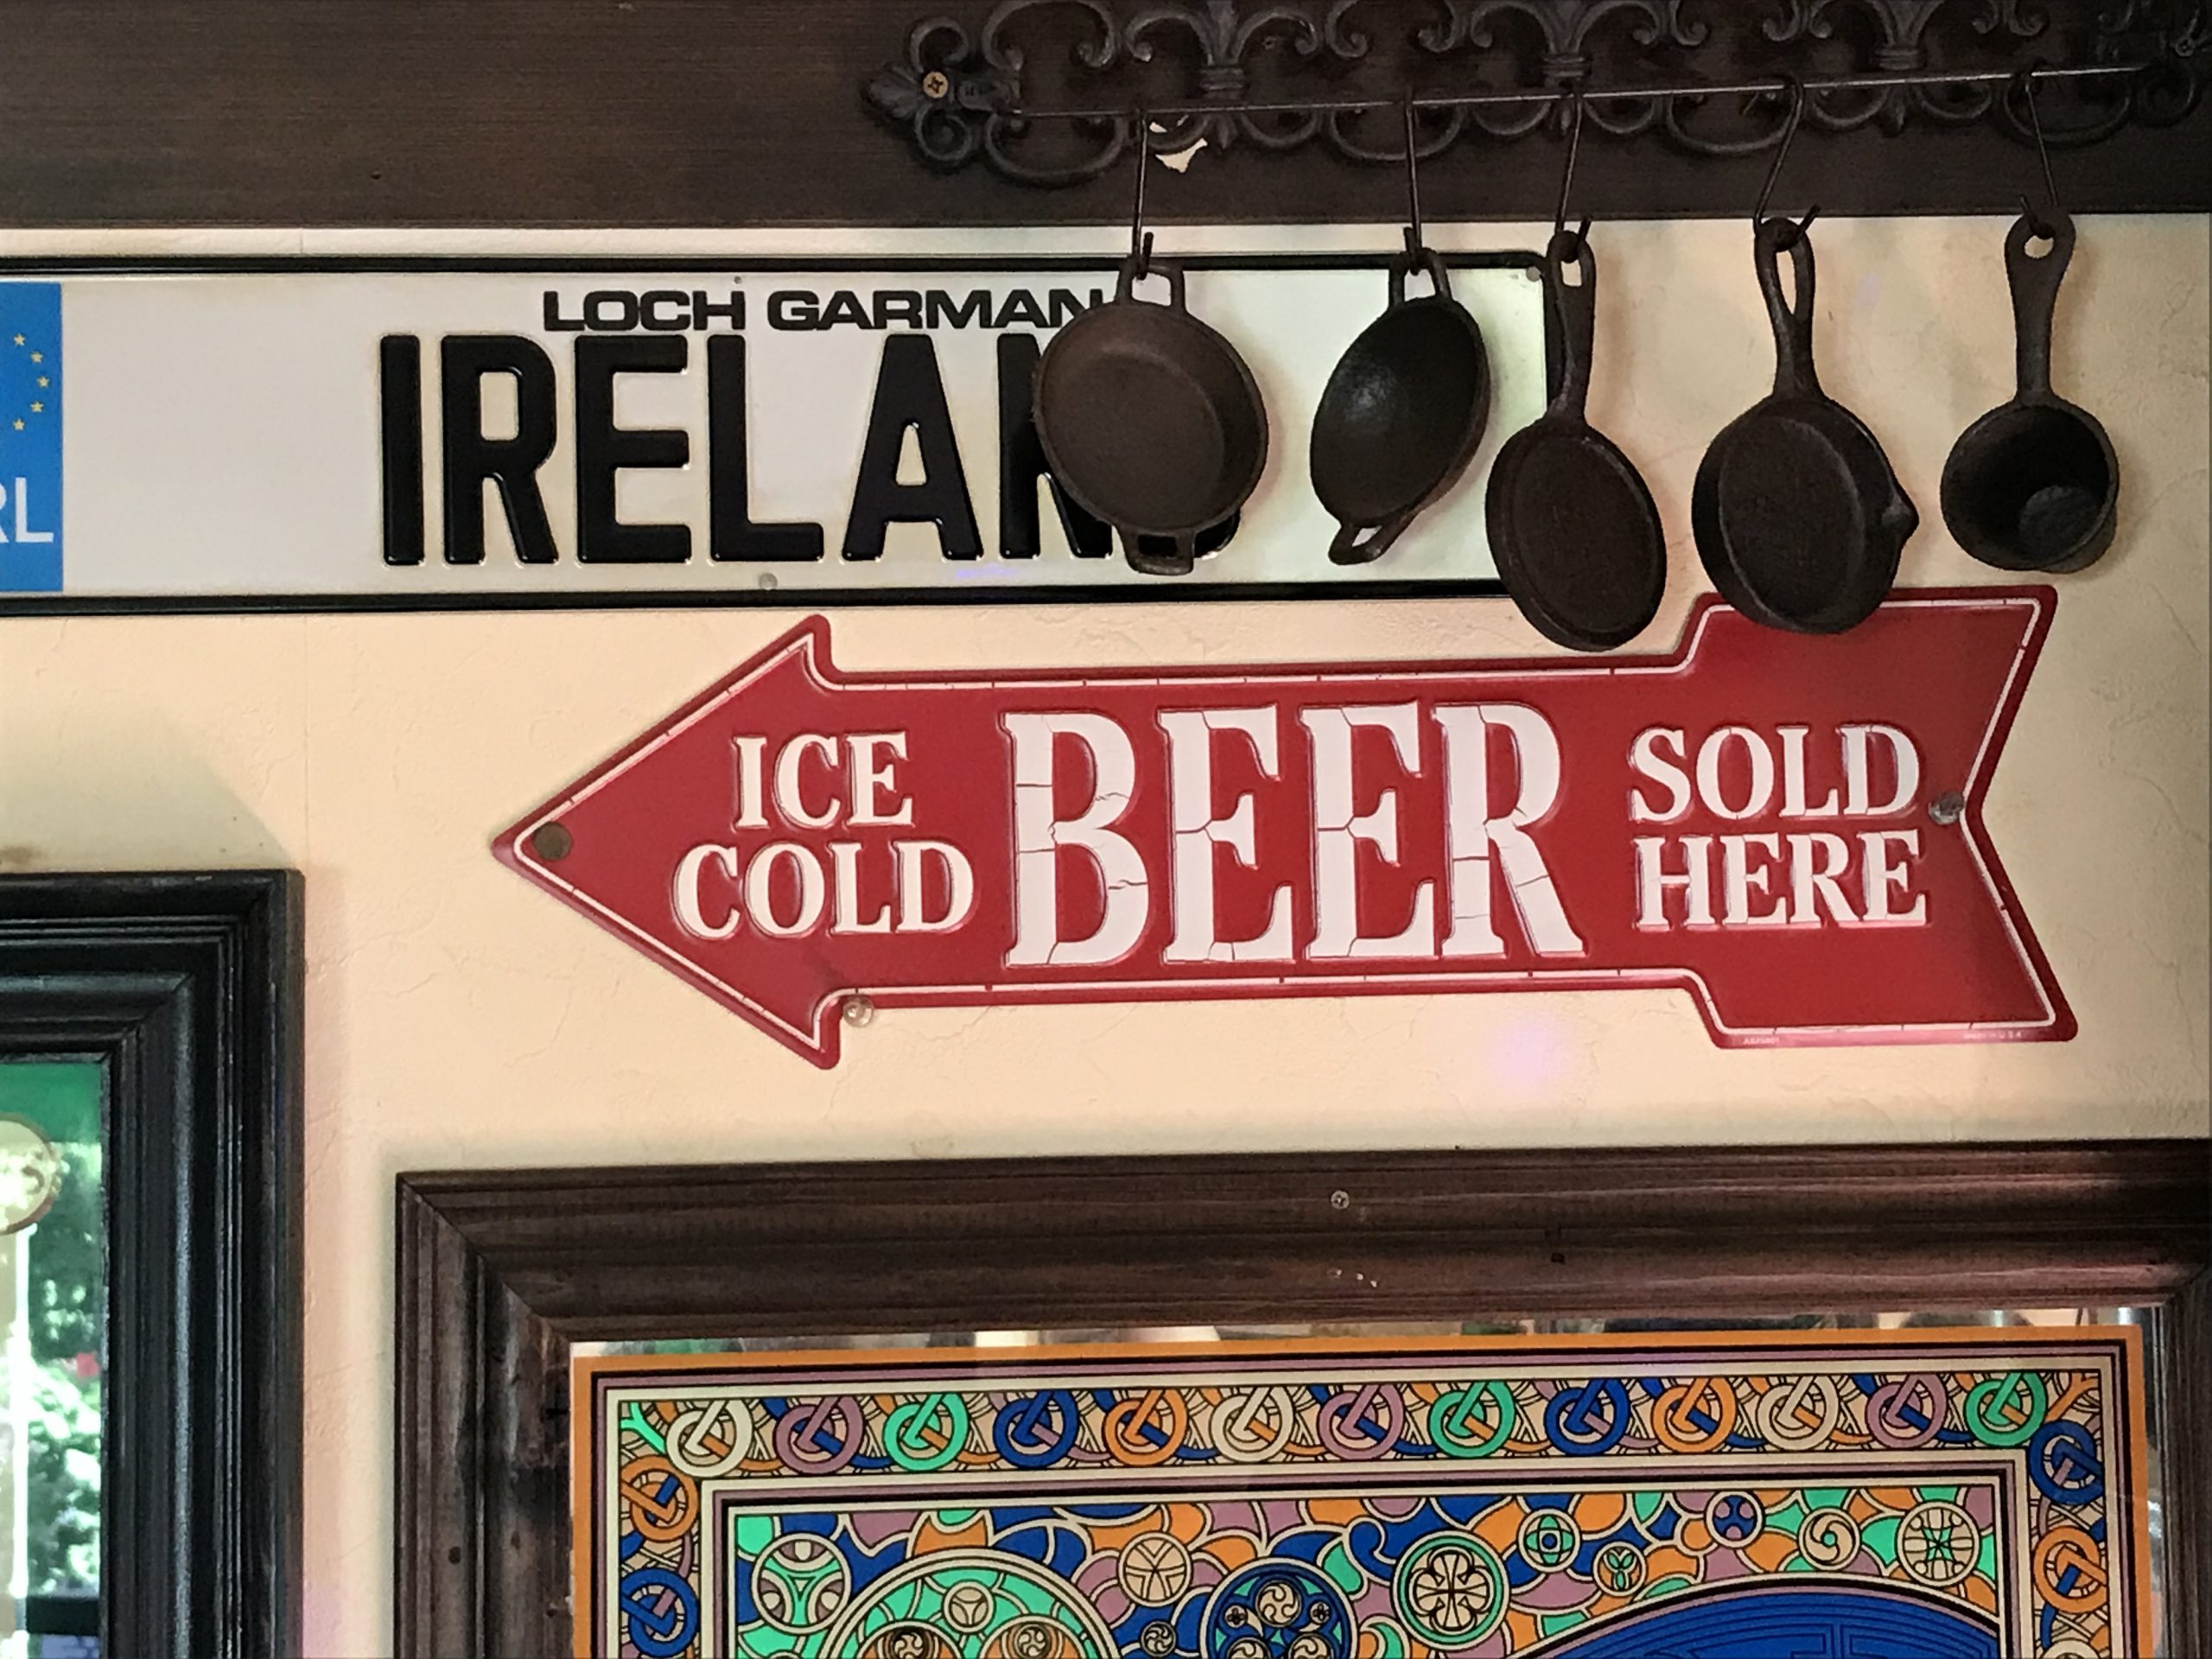 LOCH GARMAN
IRELAN
RL
ICE
COLD
BEER
SOLD
HERE